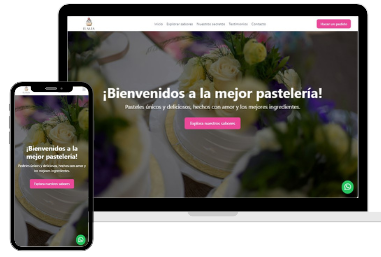 Inicio Explorar sabores Nuestros pasteles Testimonios Contacto
Hacer un pedido
¡Bienvenidos a la mejor pastelería!
Pasteles únicos y deliciosos, hechos con amor y los mejores ingredientes.
Explora nuestros sabores
¡Bienvenidos a la
mejor pastelería!
Pasteles únicos y deliciosos, hechos con amor y
los mejores ingredientes.
Explora nuestros sabores